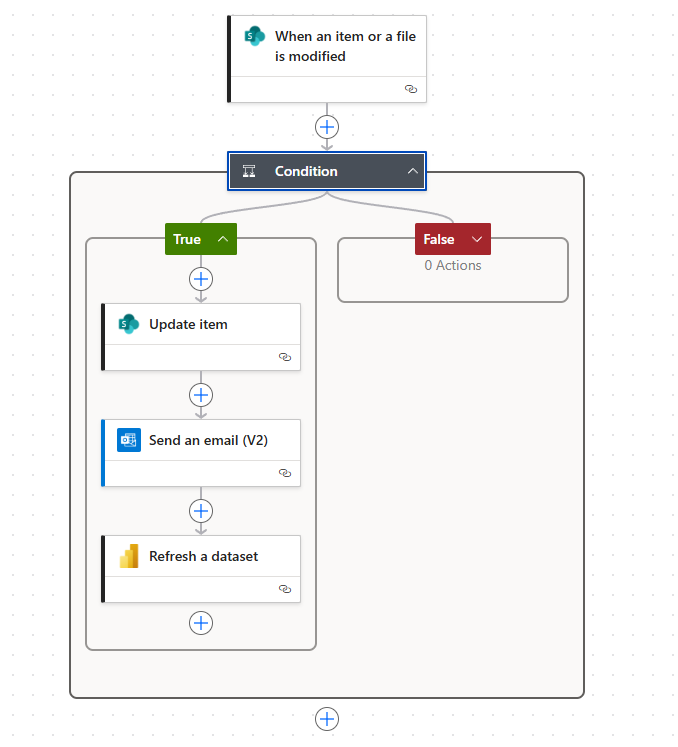 When an item or a file
is modified
Condition
True
False
0 Actions
Update item
Send an email (V2)
Refresh a dataset